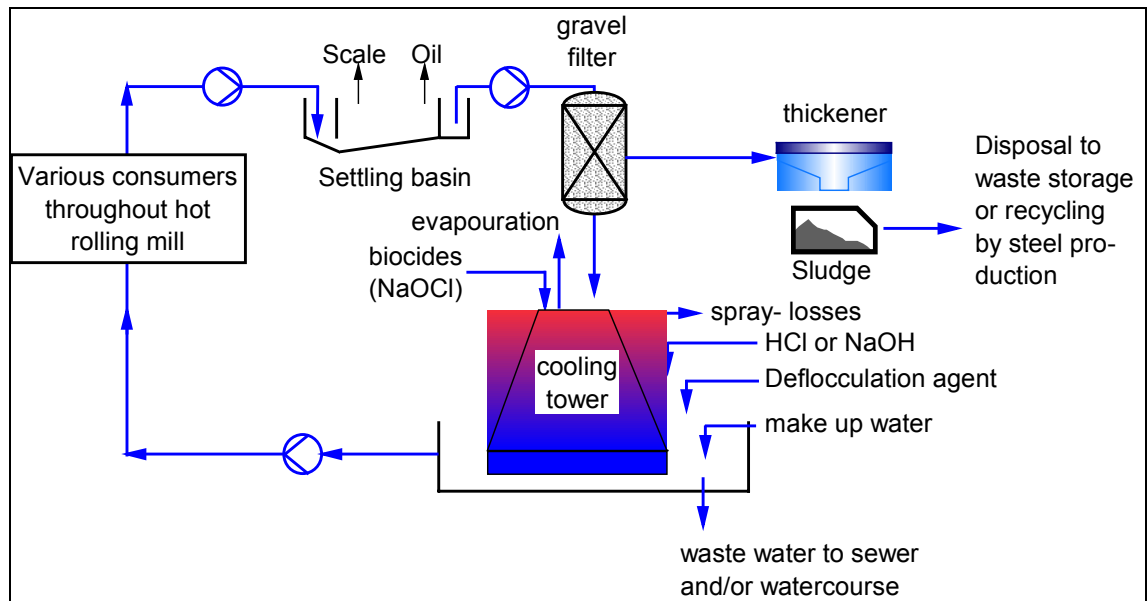 gravel
filter
Scale
Oil
thickener
Various consumers
throughout hot
rolling mill
Settling basin
Disposal to
waste storage
or recycling
by steel pro-
duction
evapouration
biocides
(NaOCl)
Sludge
spray- losses
HCl or NaOH
cooling
tower
Deflocculation agent
make up water
waste water to sewer
and/or watercourse